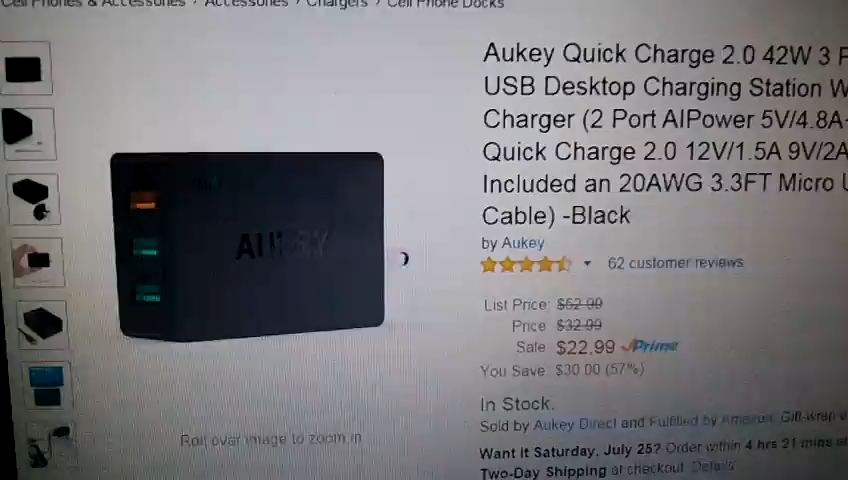 Cell Phones & Accessories › Accessories › Chargers › Cell Phone Docks
Aukey Quick Charge 2.0 42W 3 P
USB Desktop Charging Station W
Charger (2 Port AIPower 5V/4.8A
Quick Charge 2.0 12V/1.5A 9V/2A
Included an 20AWG 3.3FT Micro U
Cable) -Black
by Aukey
62 customer reviews
List Price: $52.99
Price: $32.99
Sale: $22.99 Prime
You Save: $30.00 (57%)
In Stock.
Sold by Aukey Direct and Fulfilled by Amazon. Gift-wrap
Want it Saturday, July 25? Order within 4 hrs 21 mins
Two-Day Shipping at checkout. Details
AUKEY
Roll over image to zoom in